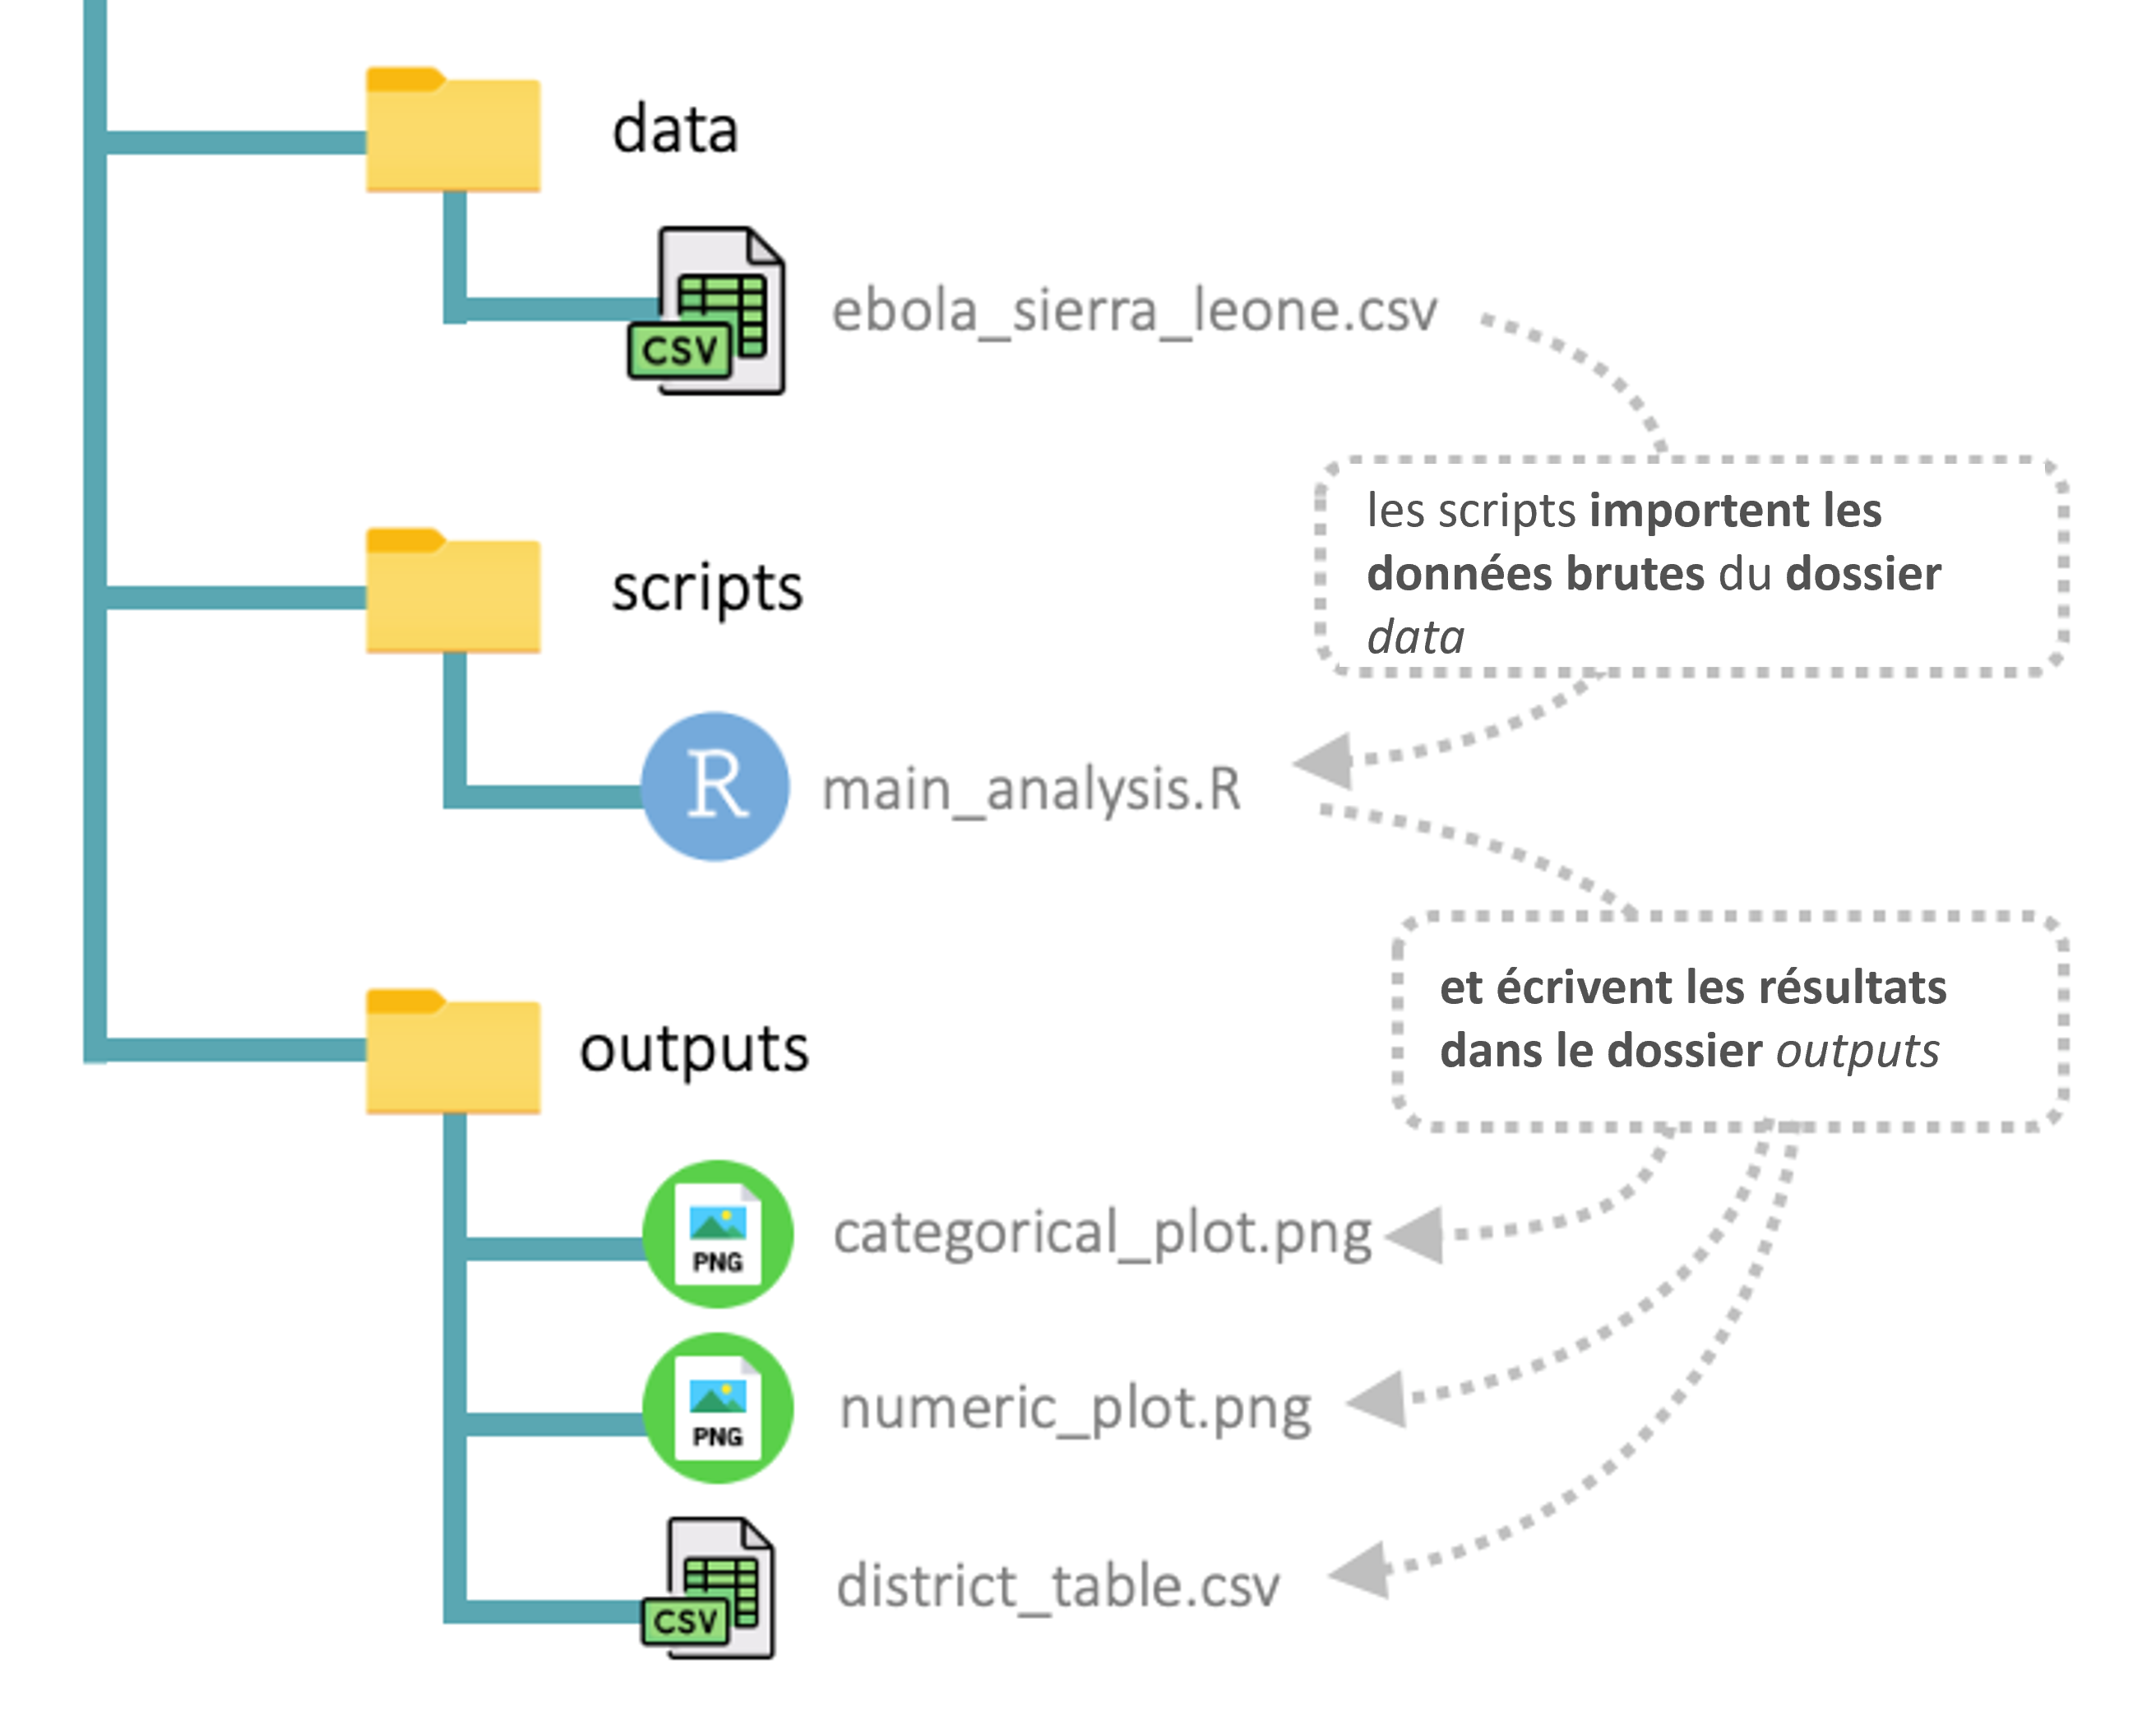 data
CSV
ebola_sierra_leone.csv
les scripts importent les
données brutes du dossier
data
scripts
R
main_analysis.R
et écrivent les résultats
dans le dossier outputs
outputs
PNG
categorical_plot.png
PNG
numeric_plot.png
CSV
district_table.csv